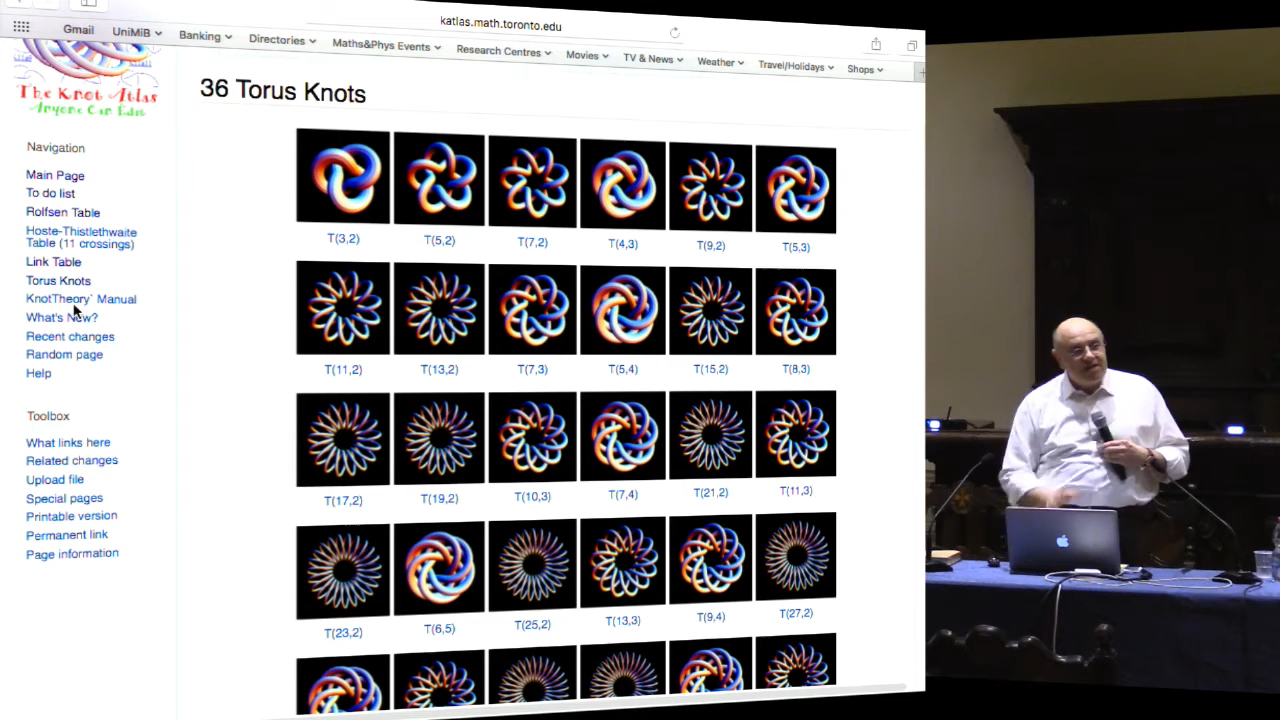 katlas.math.toronto.edu
Gmail UniMiB Banking Directories Maths&Phys Events Research Centres Movies TV & News Weather Travel/Holidays Shops
The Knot Atlas
Anyone Can Edit
36 Torus Knots
Navigation
Main Page
To do list
Rolfsen Table
Hoste-Thistlethwaite
Table (11 crossings)
Link Table
Torus Knots
KnotTheory` Manual
What's New?
Recent changes
Random page
Help
Toolbox
What links here
Related changes
Upload file
Special pages
Printable version
Permanent link
Page information
T(3,2) T(5,2) T(7,2) T(4,3) T(9,2) T(5,3)
T(11,2) T(13,2) T(7,3) T(5,4) T(15,2) T(8,3)
T(17,2) T(19,2) T(10,3) T(7,4) T(21,2) T(11,3)
T(23,2) T(6,5) T(25,2) T(13,3) T(9,4) T(27,2)